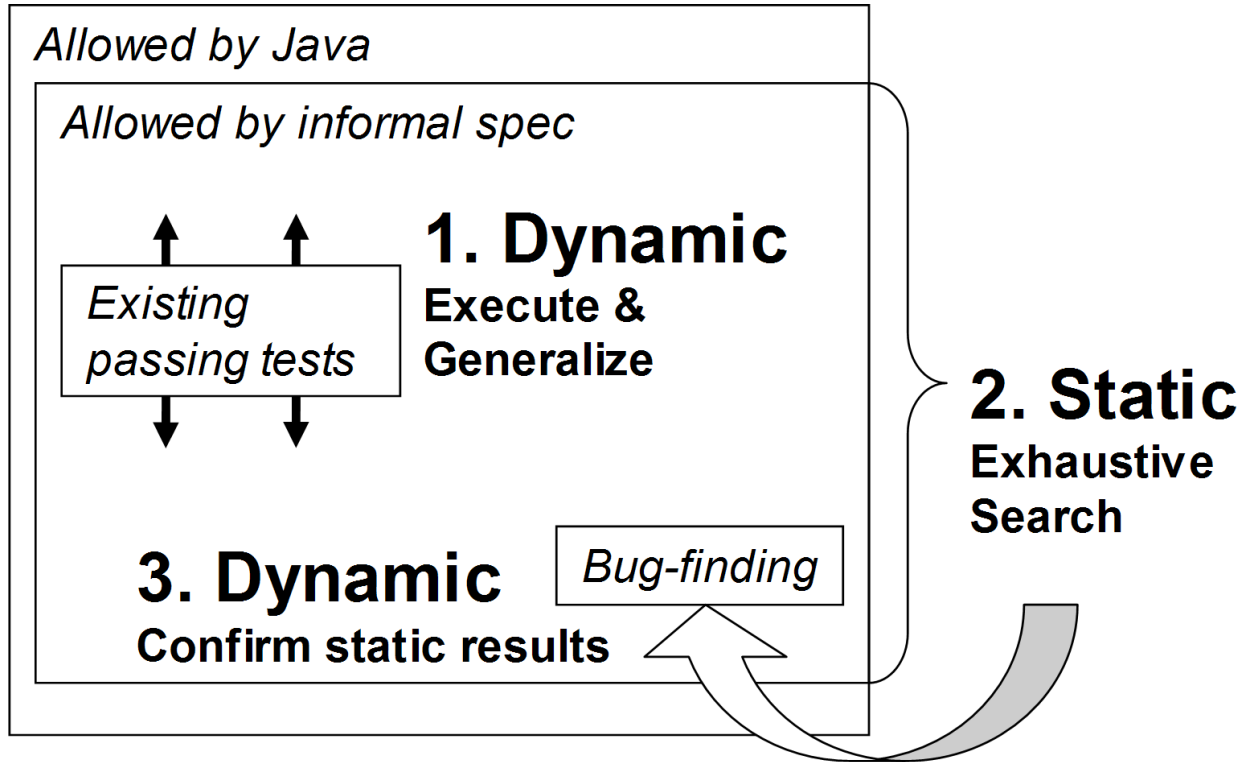 Allowed by Java
Allowed by informal spec
1. Dynamic
Execute &
Generalize
Existing
passing tests
2. Static
Exhaustive
Search
3. Dynamic
Confirm static results
Bug-finding